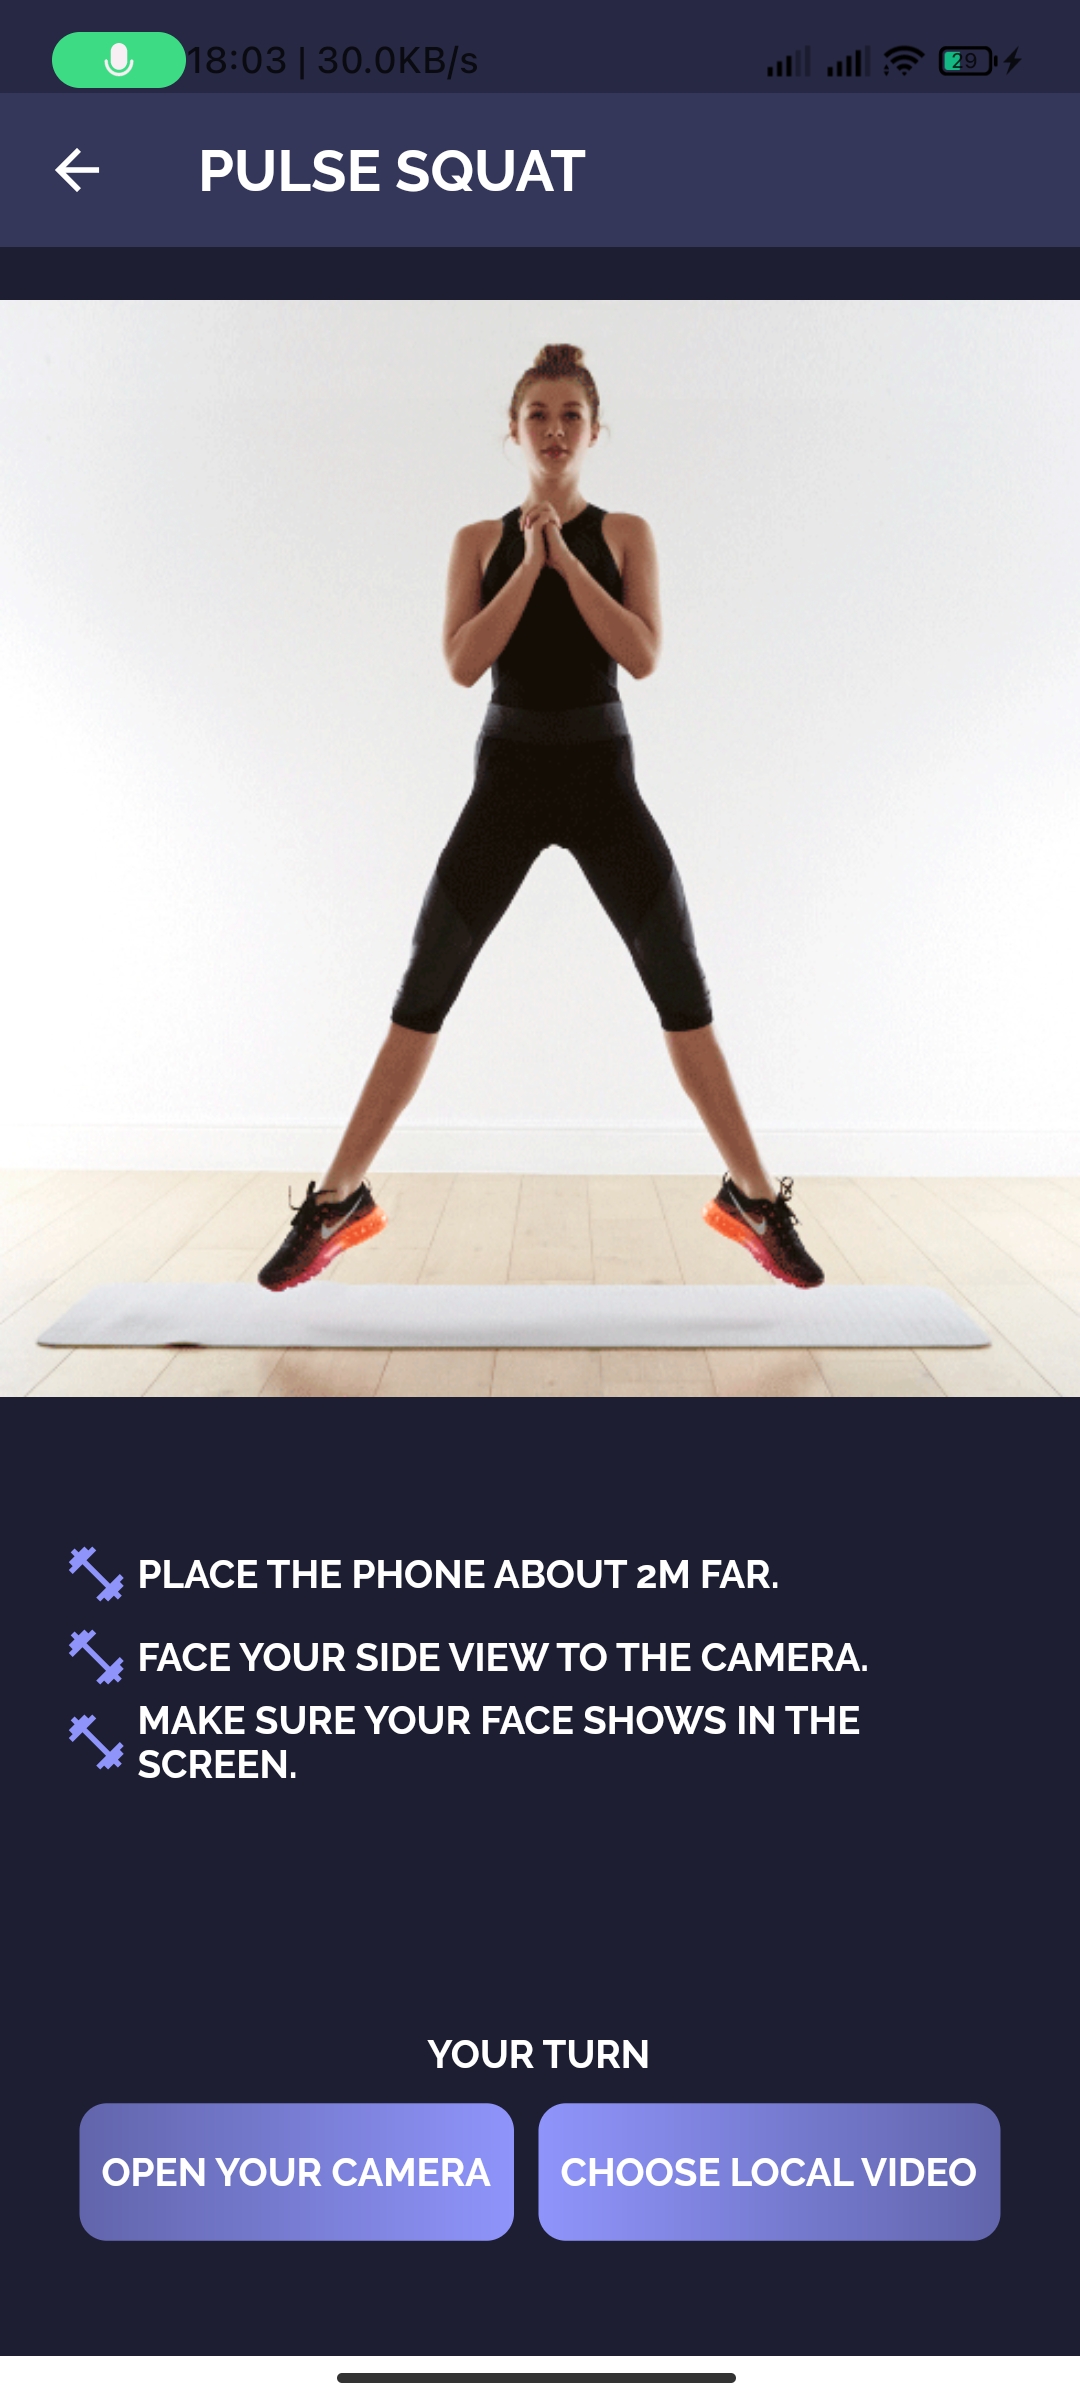 18:03 | 30.0KB/s
29
PULSE SQUAT
PLACE THE PHONE ABOUT 2M FAR.
FACE YOUR SIDE VIEW TO THE CAMERA.
MAKE SURE YOUR FACE SHOWS IN THE
SCREEN.
YOUR TURN
OPEN YOUR CAMERA
CHOOSE LOCAL VIDEO